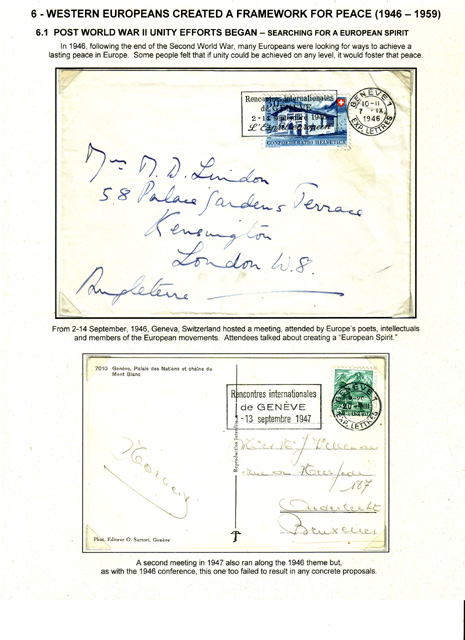 6 - WESTERN EUROPEANS CREATED A FRAMEWORK FOR PEACE (1946 – 1959)
6.1 POST WORLD WAR II UNITY EFFORTS BEGAN – SEARCHING FOR A EUROPEAN SPIRIT
In 1946, following the end of the Second World War, many Europeans were looking for ways to achieve a
lasting peace in Europe. Some people felt that if unity could be achieved on any level, it would foster that peace.
Rencontres internationales
de GENÈVE
2-14 septembre 1946
L'Esprit européen
GENÈVE 1
10-11
7 IX
1946
EXP. LETTRES
CONFOEDERATIO HELVETICA
Mrs M. D. Lindon
58 Palace Gardens Terrace
Kensington
London W.8.
Angleterre
From 2-14 September, 1946, Geneva, Switzerland hosted a meeting, attended by Europe's poets, intellectuals
and members of the European movements. Attendees talked about creating a "European Spirit."
7010 Genève, Palais des Nations et chaîne du
Mont Blanc
Rencontres internationales
de GENÈVE
-13 septembre 1947
GENÈVE 1
EXP. LETTRES
187
Anderlecht
Bruxelles
Phot. Editeur O. Sartori, Genève
A second meeting in 1947 also ran along the 1946 theme but,
as with the 1946 conference, this one too failed to result in any concrete proposals.